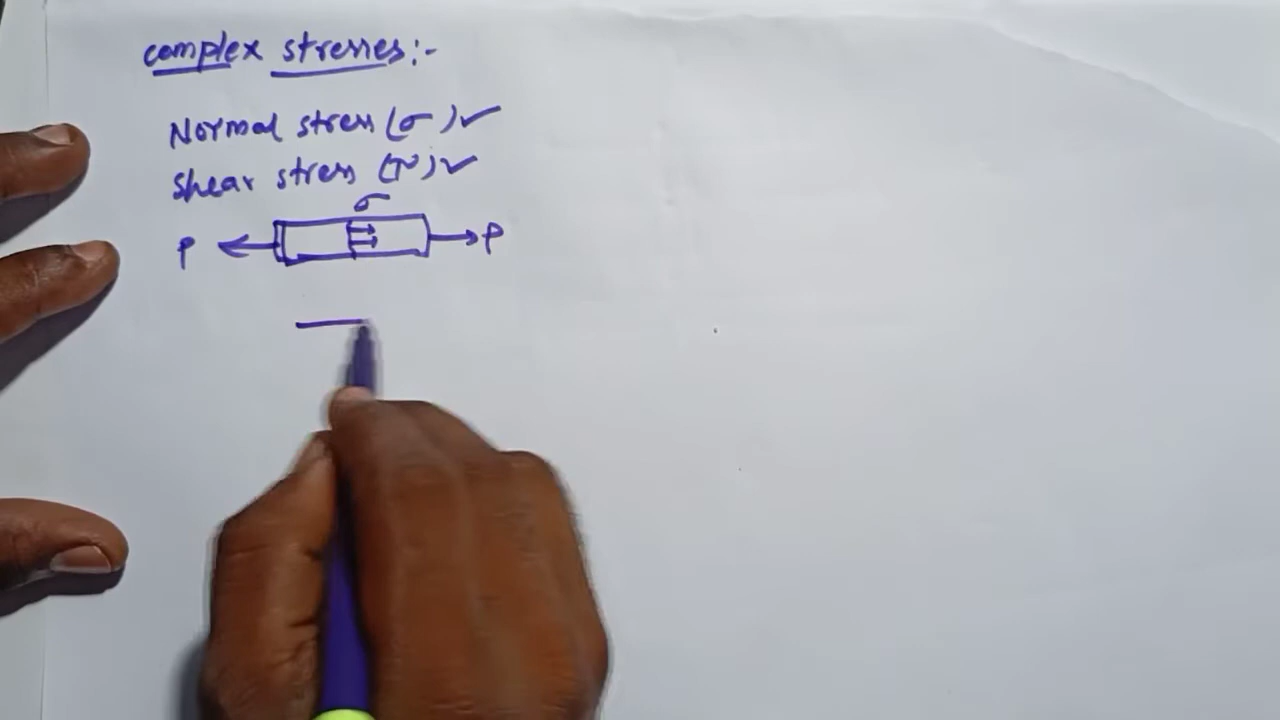 complex stresses:-
Normal stress (σ) ✓
Shear stress (τ) ✓
σ
P P